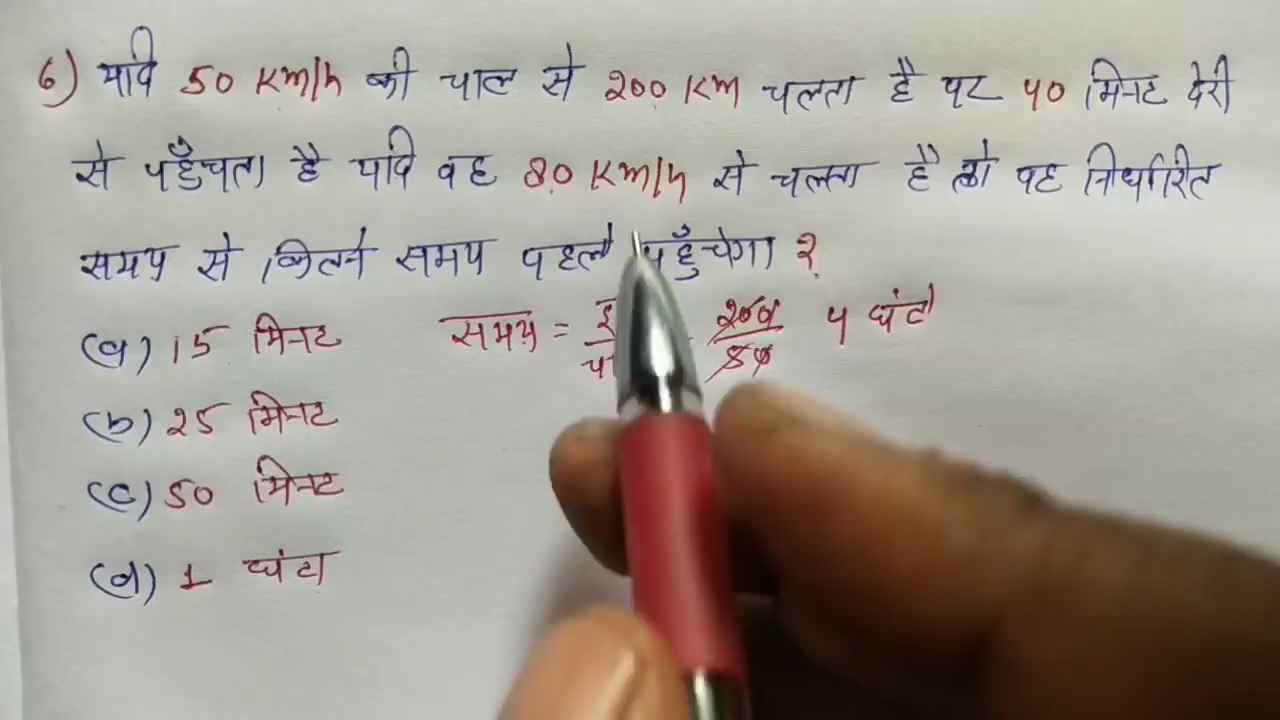 6) यदि 50 Km/h की चाल से 200 Km चलता है पर 40 मिनट देरी
से पहुँचता है यदि वह 80 Km/h से चलता है तो वह निर्धारित
समय से कितने समय पहले पहुँचेगा ?
समय = 200/50 4 घंटे
(a) 15 मिनट
(b) 25 मिनट
(c) 50 मिनट
(d) 1 घंटा